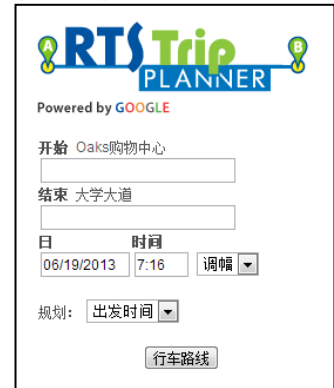 A RTS Trip B
PLANNER
Powered by GOOGLE
开始 Oaks购物中心
结束 大学大道
日 时间
06/19/2013 7:16 调幅
规划: 出发时间
行车路线